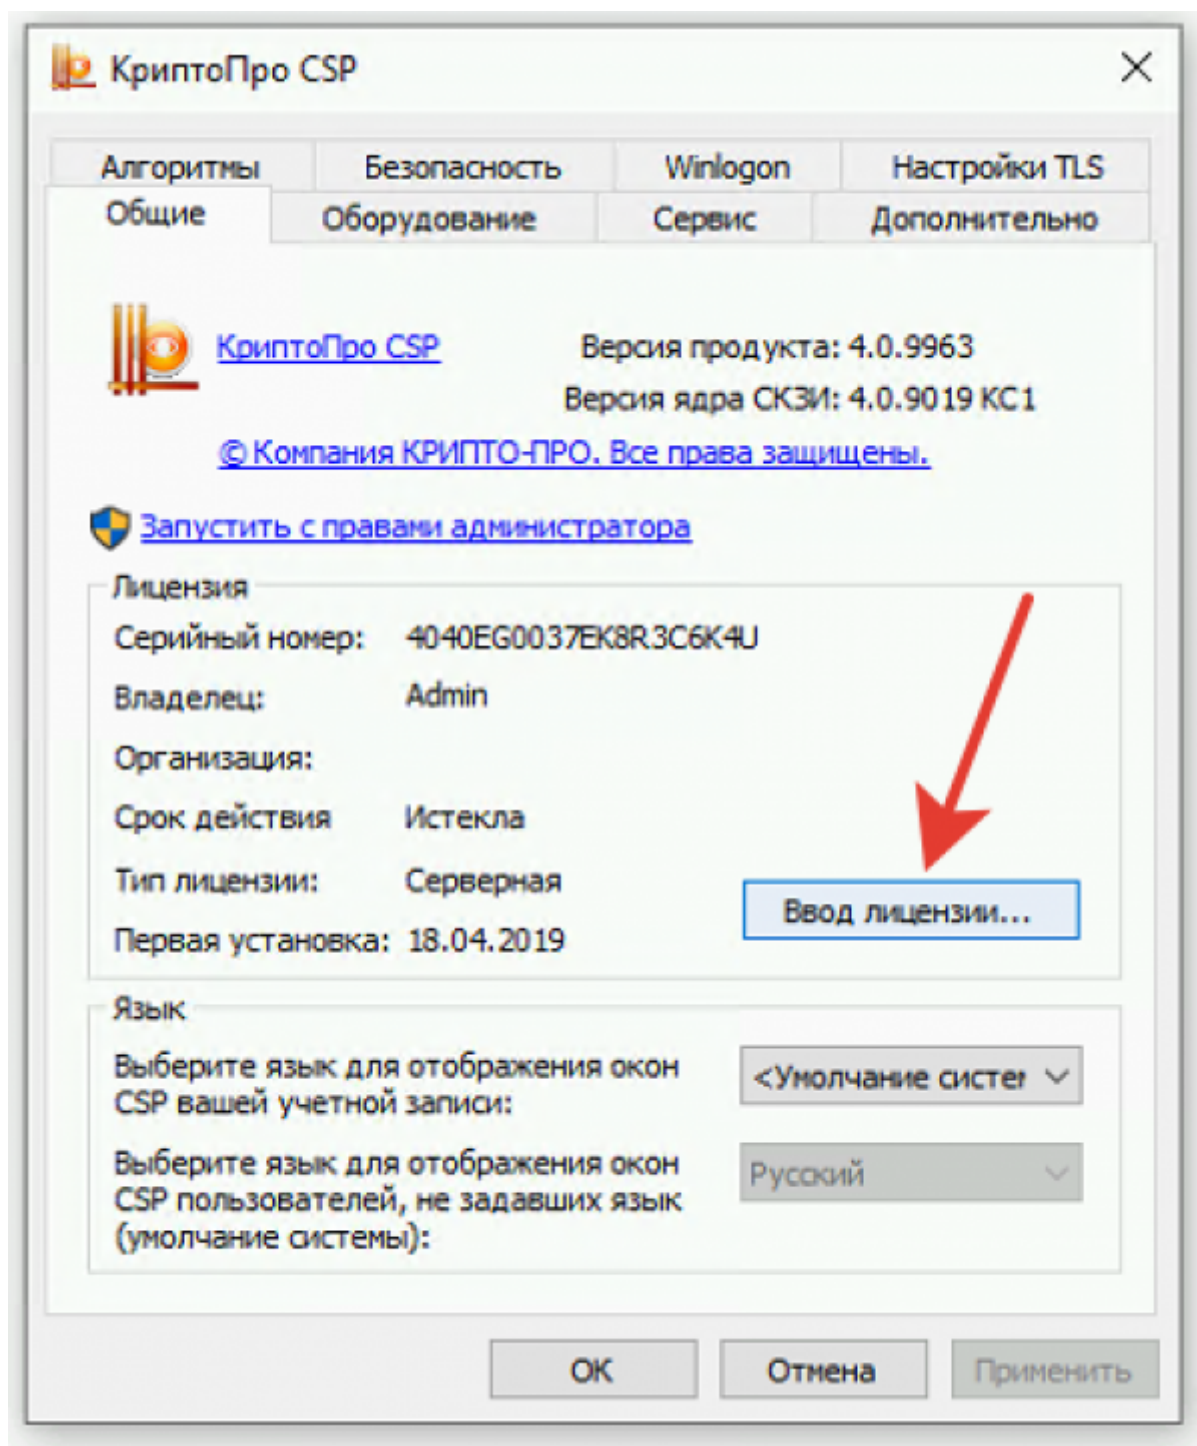 КриптоПро CSP
Алгоритмы Безопасность Winlogon Настройки TLS
Общие Оборудование Сервис Дополнительно
КриптоПро CSP Версия продукта: 4.0.9963
Версия ядра СКЗИ: 4.0.9019 КС1
© Компания КРИПТО-ПРО. Все права защищены.
Запустить с правами администратора
Лицензия
Серийный номер: 4040EG0037EK8R3C6K4U
Владелец: Admin
Организация:
Срок действия Истекла
Тип лицензии: Серверная
Ввод лицензии...
Первая установка: 18.04.2019
Язык
Выберите язык для отображения окон
CSP вашей учетной записи:
<Умолчание систем
Выберите язык для отображения окон
CSP пользователей, не задавших язык
(умолчание системы):
Русский
ОК Отмена Применить